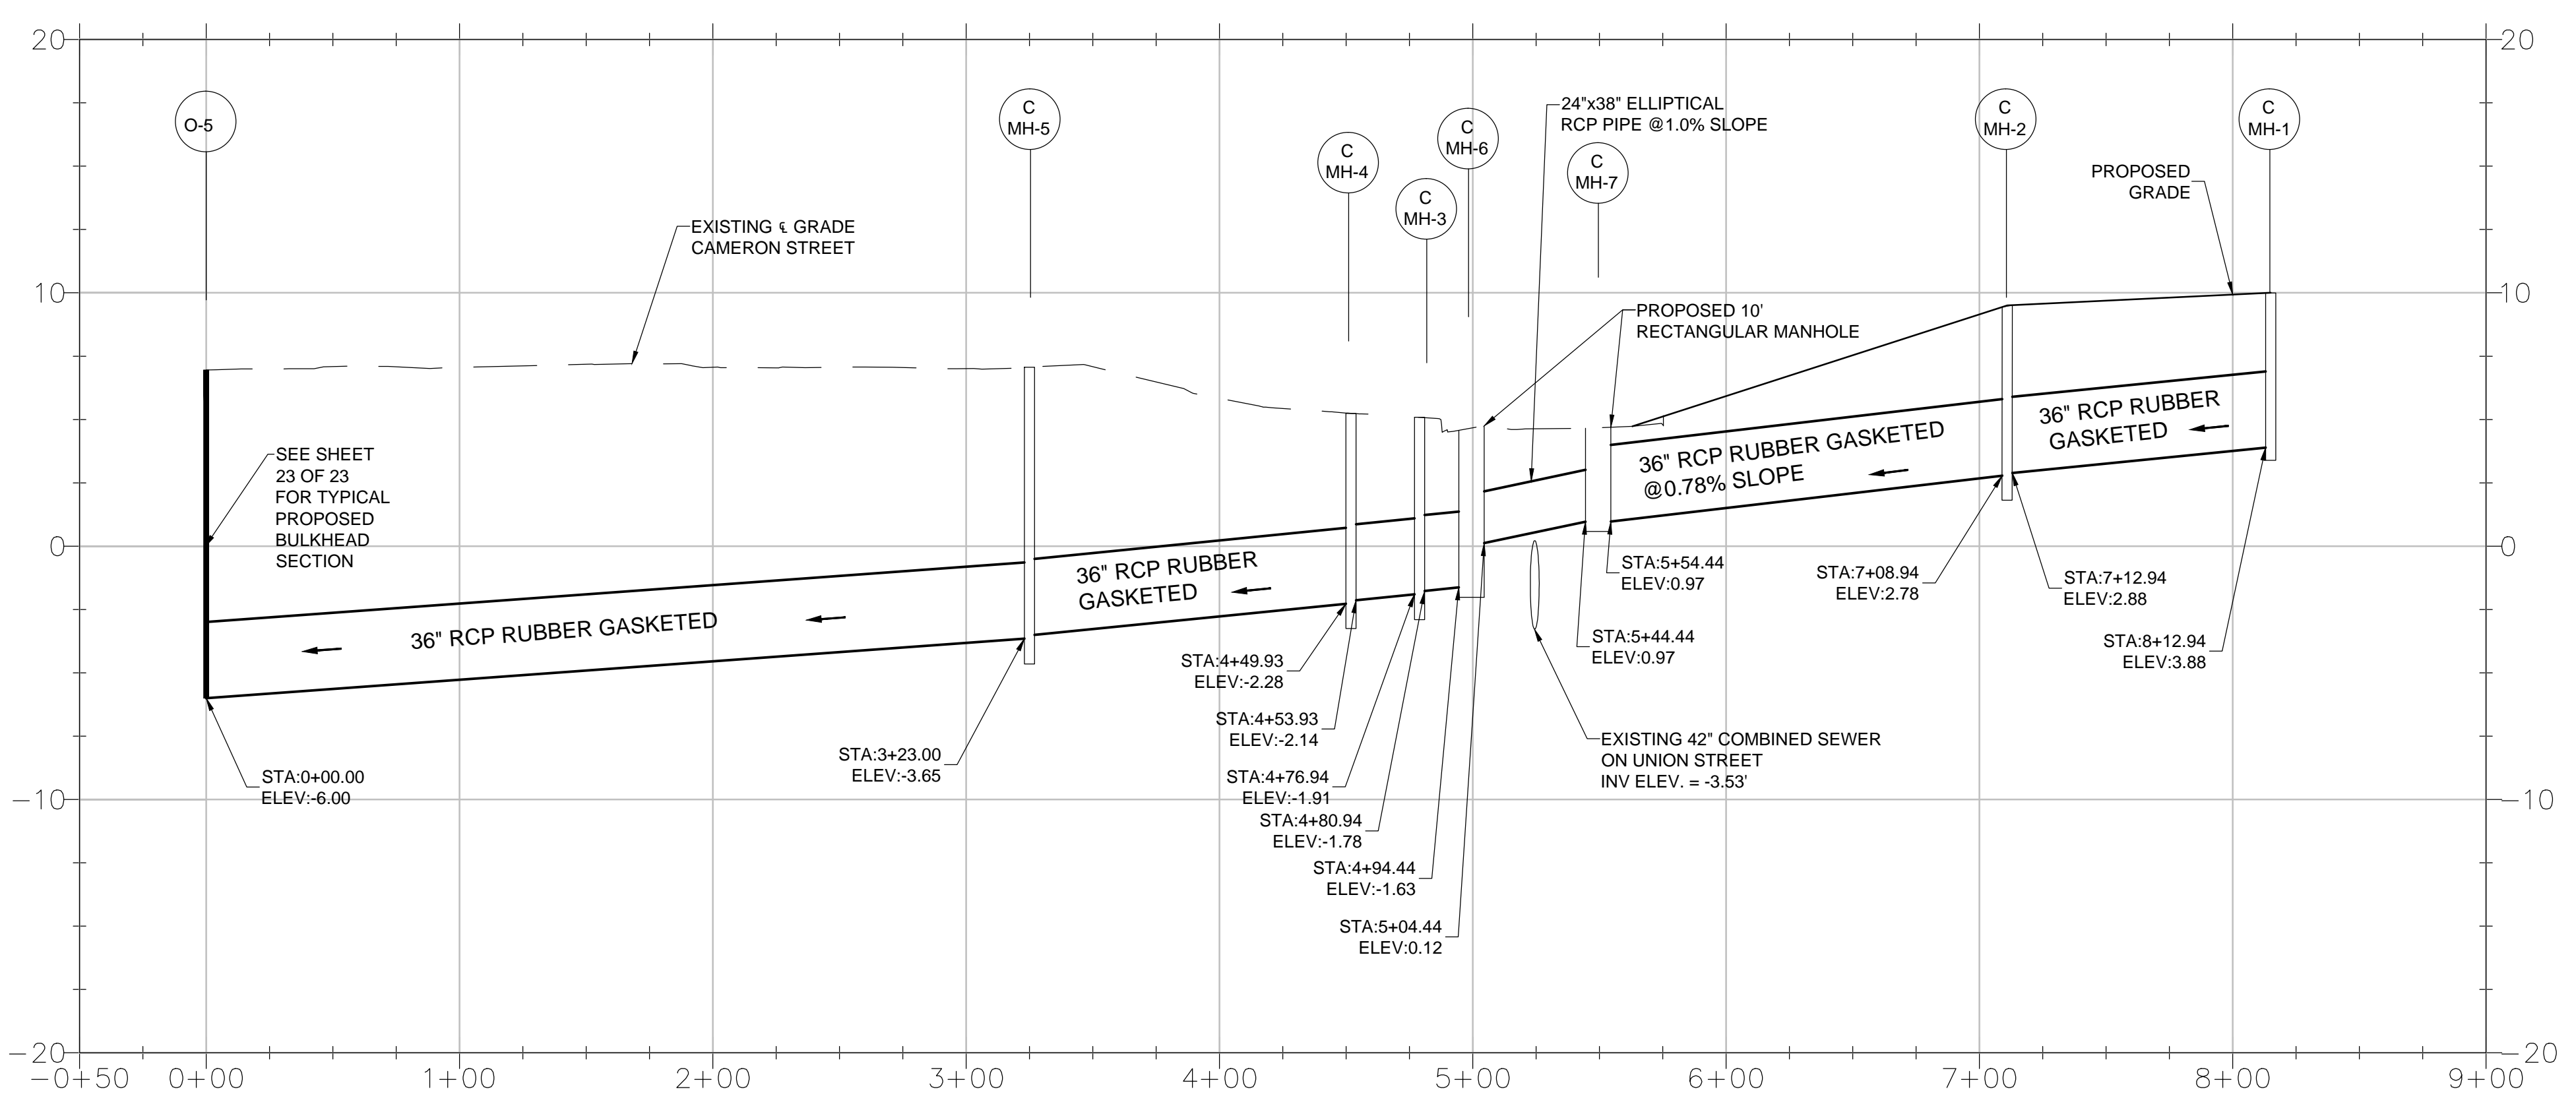 20
20
O-5
C
MH-5
C
MH-4
C
MH-3
C
MH-6
24"x38" ELLIPTICAL
RCP PIPE @1.0% SLOPE
C
MH-7
C
MH-2
C
MH-1
PROPOSED
GRADE
EXISTING ℄ GRADE
CAMERON STREET
10
10
PROPOSED 10'
RECTANGULAR MANHOLE
SEE SHEET
23 OF 23
FOR TYPICAL
PROPOSED
BULKHEAD
SECTION
36" RCP RUBBER GASKETED
@0.78% SLOPE
36" RCP RUBBER
GASKETED
0
0
36" RCP RUBBER
GASKETED
36" RCP RUBBER GASKETED
STA:5+54.44
ELEV:0.97
STA:7+08.94
ELEV:2.78
STA:7+12.94
ELEV:2.88
STA:5+44.44
ELEV:0.97
STA:8+12.94
ELEV:3.88
STA:4+49.93
ELEV:-2.28
STA:4+53.93
ELEV:-2.14
STA:3+23.00
ELEV:-3.65
EXISTING 42" COMBINED SEWER
ON UNION STREET
INV ELEV. = -3.53'
STA:0+00.00
ELEV:-6.00
STA:4+76.94
ELEV:-1.91
-10
-10
STA:4+80.94
ELEV:-1.78
STA:4+94.44
ELEV:-1.63
STA:5+04.44
ELEV:0.12
-20
-20
-0+50 0+00 1+00 2+00 3+00 4+00 5+00 6+00 7+00 8+00 9+00